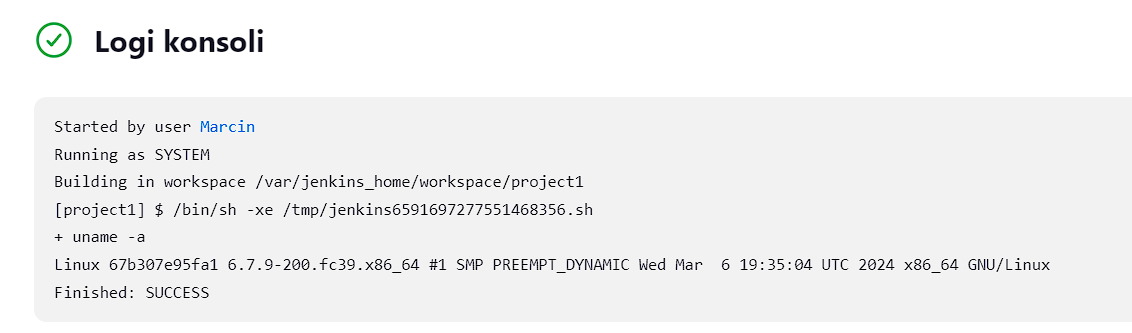 Logi konsoli
Started by user Marcin
Running as SYSTEM
Building in workspace /var/jenkins_home/workspace/project1
[project1] $ /bin/sh -xe /tmp/jenkins6591697277551468356.sh
+ uname -a
Linux 67b307e95fa1 6.7.9-200.fc39.x86_64 #1 SMP PREEMPT_DYNAMIC Wed Mar  6 19:35:04 UTC 2024 x86_64 GNU/Linux
Finished: SUCCESS